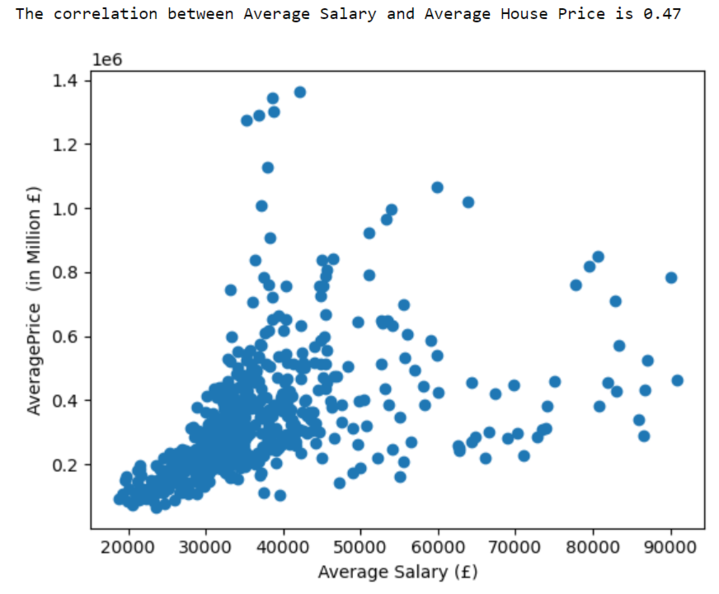 The correlation between Average Salary and Average House Price is 0.47
1e6
1.4
1.2
1.0
0.8
0.6
0.4
0.2
AveragePrice (in Million £)
20000 30000 40000 50000 60000 70000 80000 90000
Average Salary (£)